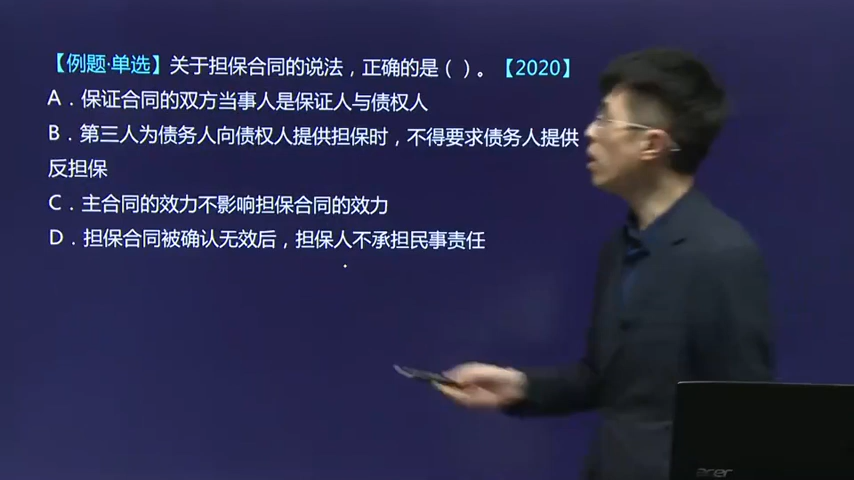 【例题·单选】关于担保合同的说法，正确的是（ ）。【2020】
A．保证合同的双方当事人是保证人与债权人
B．第三人为债务人向债权人提供担保时，不得要求债务人提供
反担保
C．主合同的效力不影响担保合同的效力
D．担保合同被确认无效后，担保人不承担民事责任
acer